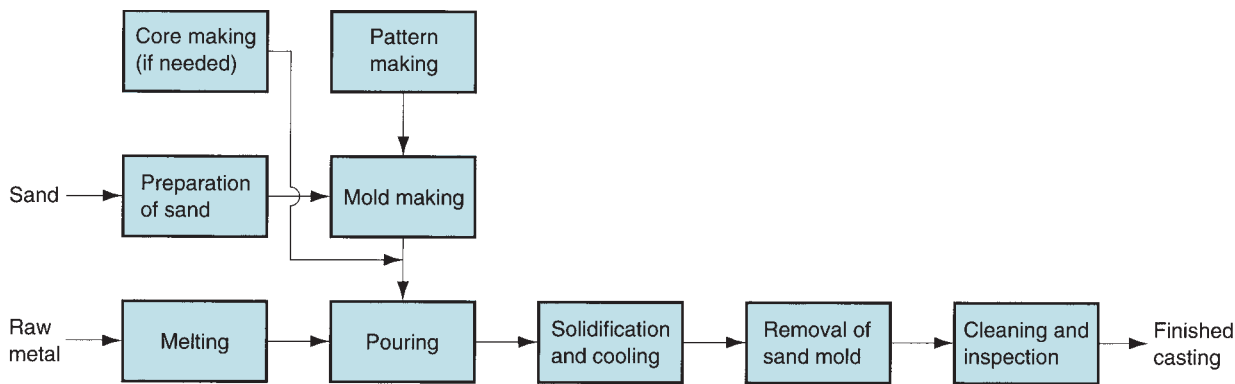 Core making
(if needed)
Pattern
making
Sand
Preparation
of sand
Mold making
Raw
metal
Melting
Pouring
Solidification
and cooling
Removal of
sand mold
Cleaning and
inspection
Finished
casting